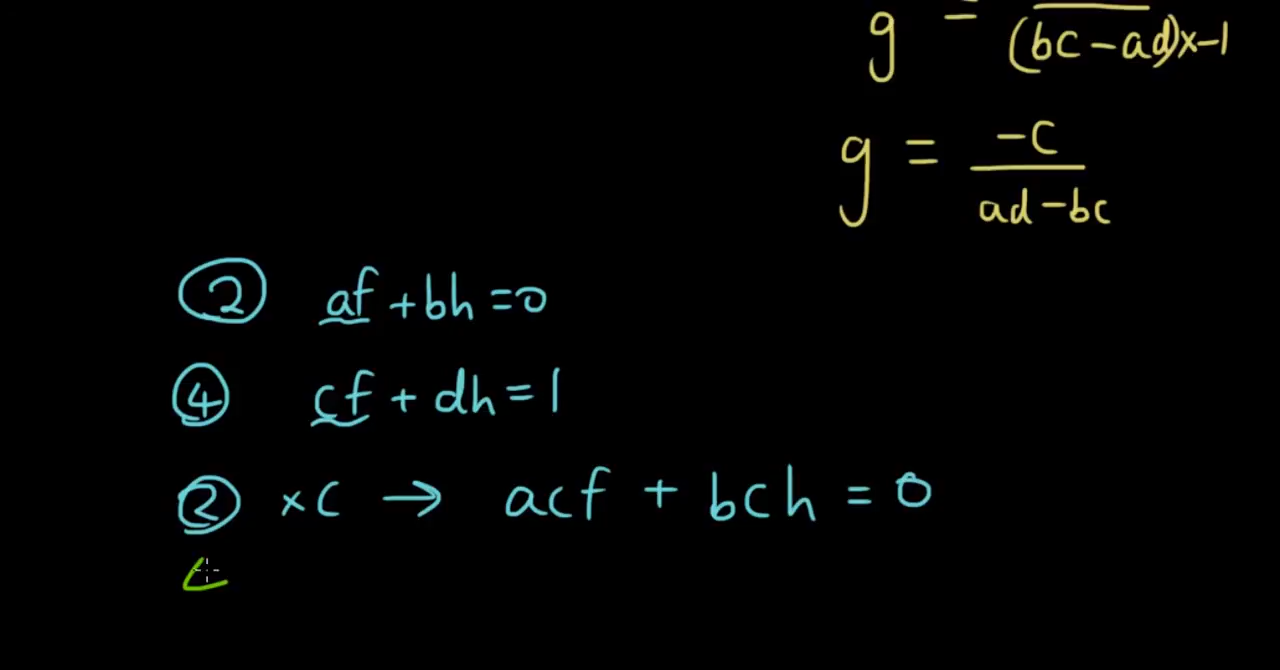 g = (bc-ad)x-1
g = -c / ad-bc
② af + bh = 0
④ cf + dh = 1
② ×c → acf + bch = 0